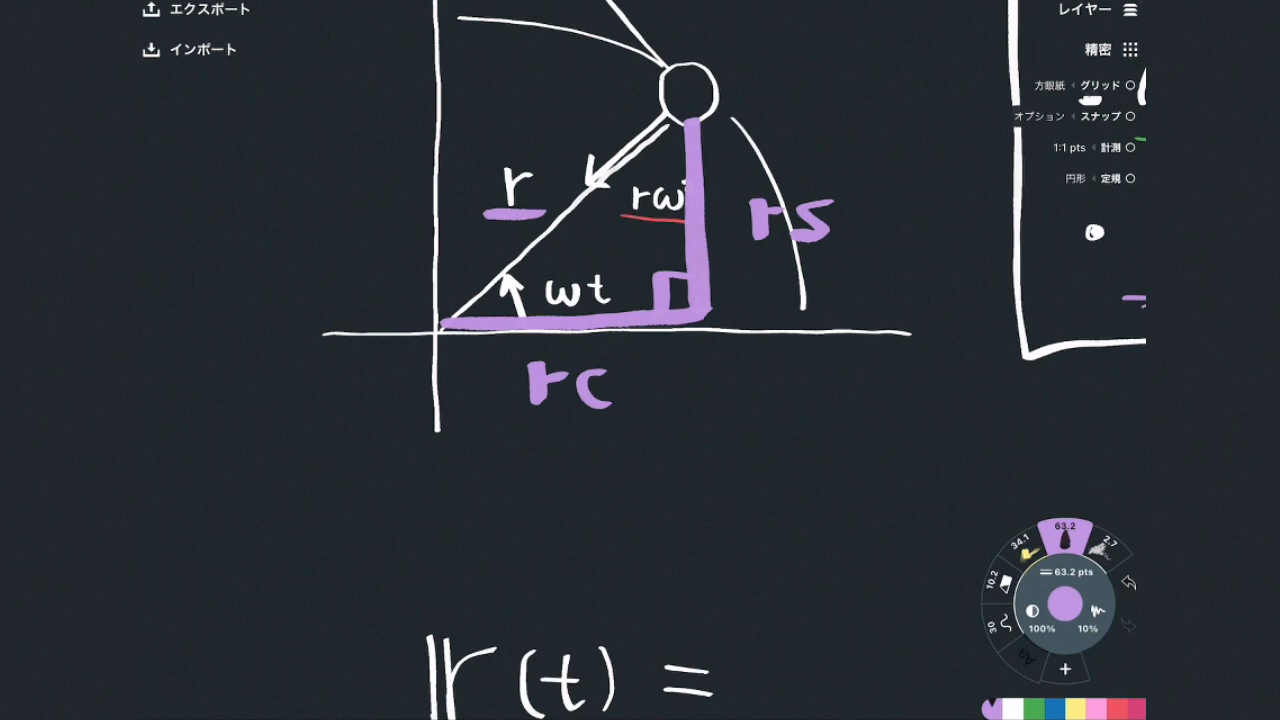 エクスポート
インポート
レイヤー
精密
方眼紙 グリッド
オプション スナップ
1:1 pts 計測
円形 定規
r
rω
rs
ωt
rc
r(t) =
63.2
34.1
2.7
10.2
63.2 pts
30
100% 10%
Aa
+